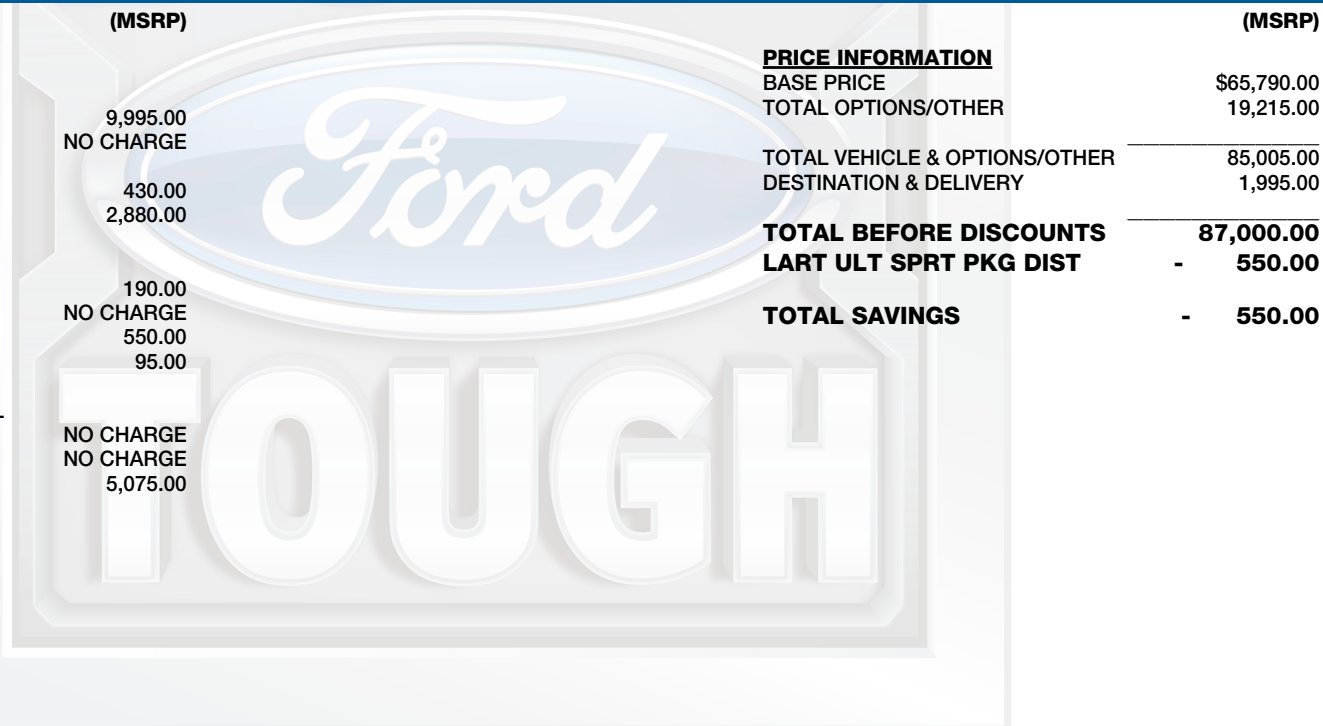 (MSRP)
9,995.00
NO CHARGE
430.00
2,880.00
190.00
NO CHARGE
550.00
95.00
NO CHARGE
NO CHARGE
5,075.00
Ford
TOUGH
(MSRP)
PRICE INFORMATION
BASE PRICE $65,790.00
TOTAL OPTIONS/OTHER 19,215.00
TOTAL VEHICLE & OPTIONS/OTHER 85,005.00
DESTINATION & DELIVERY 1,995.00
TOTAL BEFORE DISCOUNTS 87,000.00
LART ULT SPRT PKG DIST - 550.00
TOTAL SAVINGS - 550.00